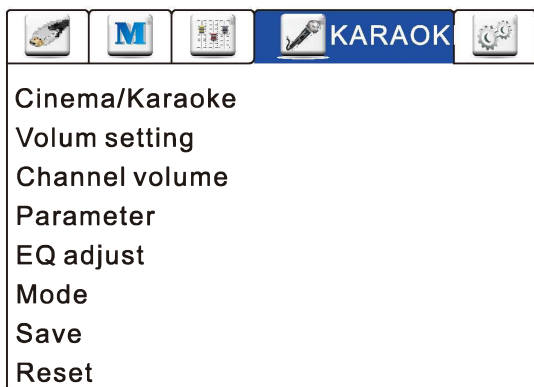 M
KARAOK
Cinema/Karaoke
Volum setting
Channel volume
Parameter
EQ adjust
Mode
Save
Reset